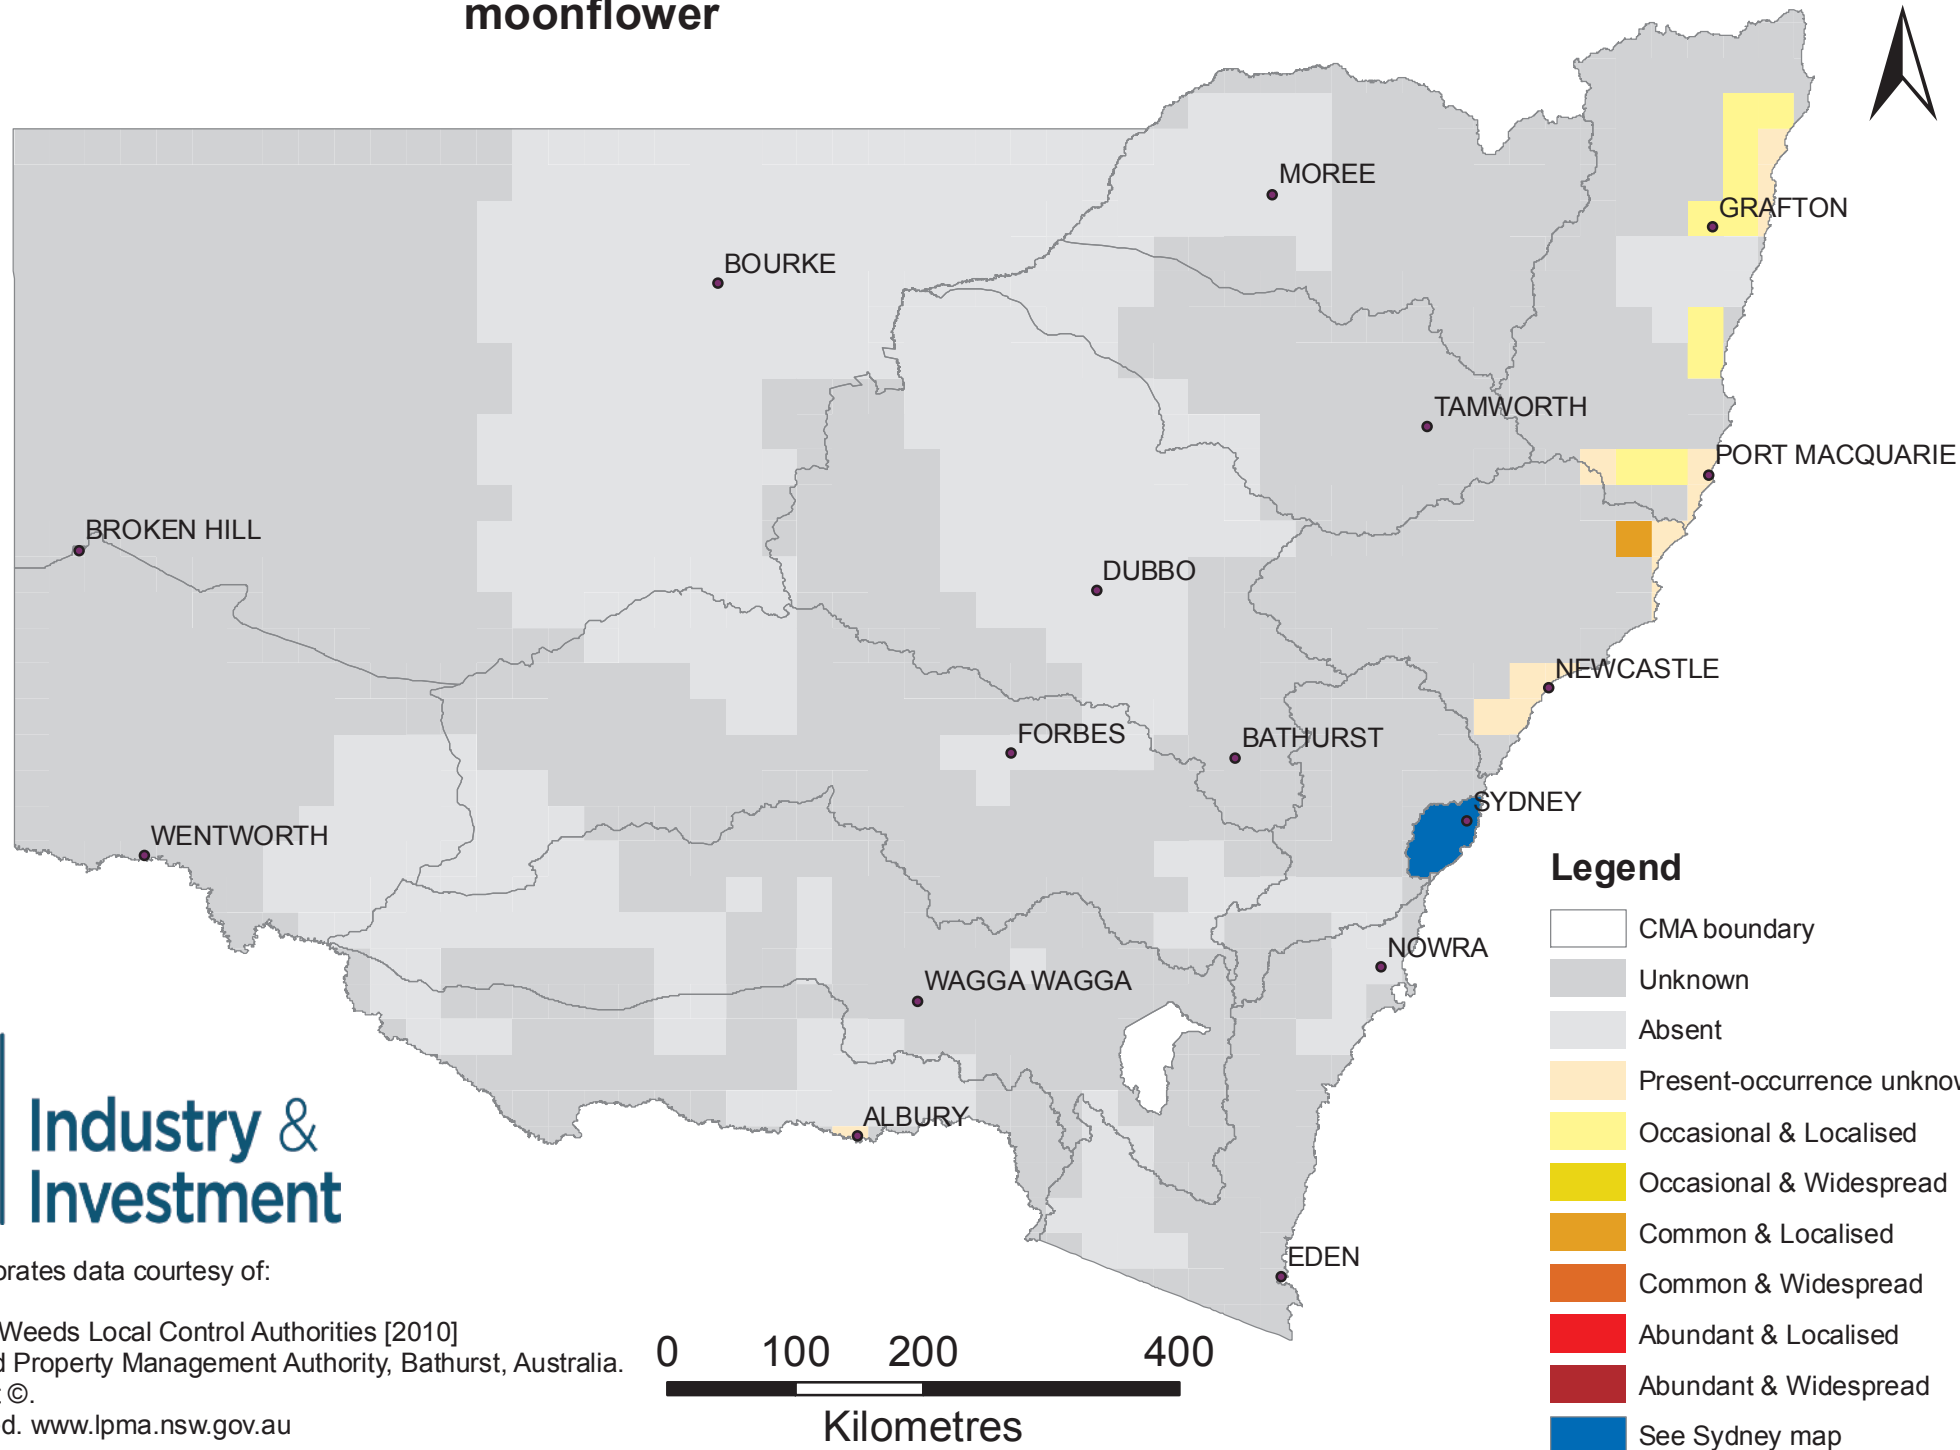 moonflower
MOREE
GRAFTON
BOURKE
TAMWORTH
PORT MACQUARIE
BROKEN HILL
DUBBO
NEWCASTLE
FORBES
BATHURST
SYDNEY
WENTWORTH
NOWRA
WAGGA WAGGA
ALBURY
EDEN
Legend
CMA boundary
Unknown
Absent
Present-occurrence unknow
Occasional & Localised
Occasional & Widespread
Common & Localised
Common & Widespread
Abundant & Localised
Abundant & Widespread
See Sydney map
Industry &
Investment
orates data courtesy of:
Weeds Local Control Authorities [2010]
d Property Management Authority, Bathurst, Australia.
t ©.
d. www.lpma.nsw.gov.au
0 100 200 400
Kilometres